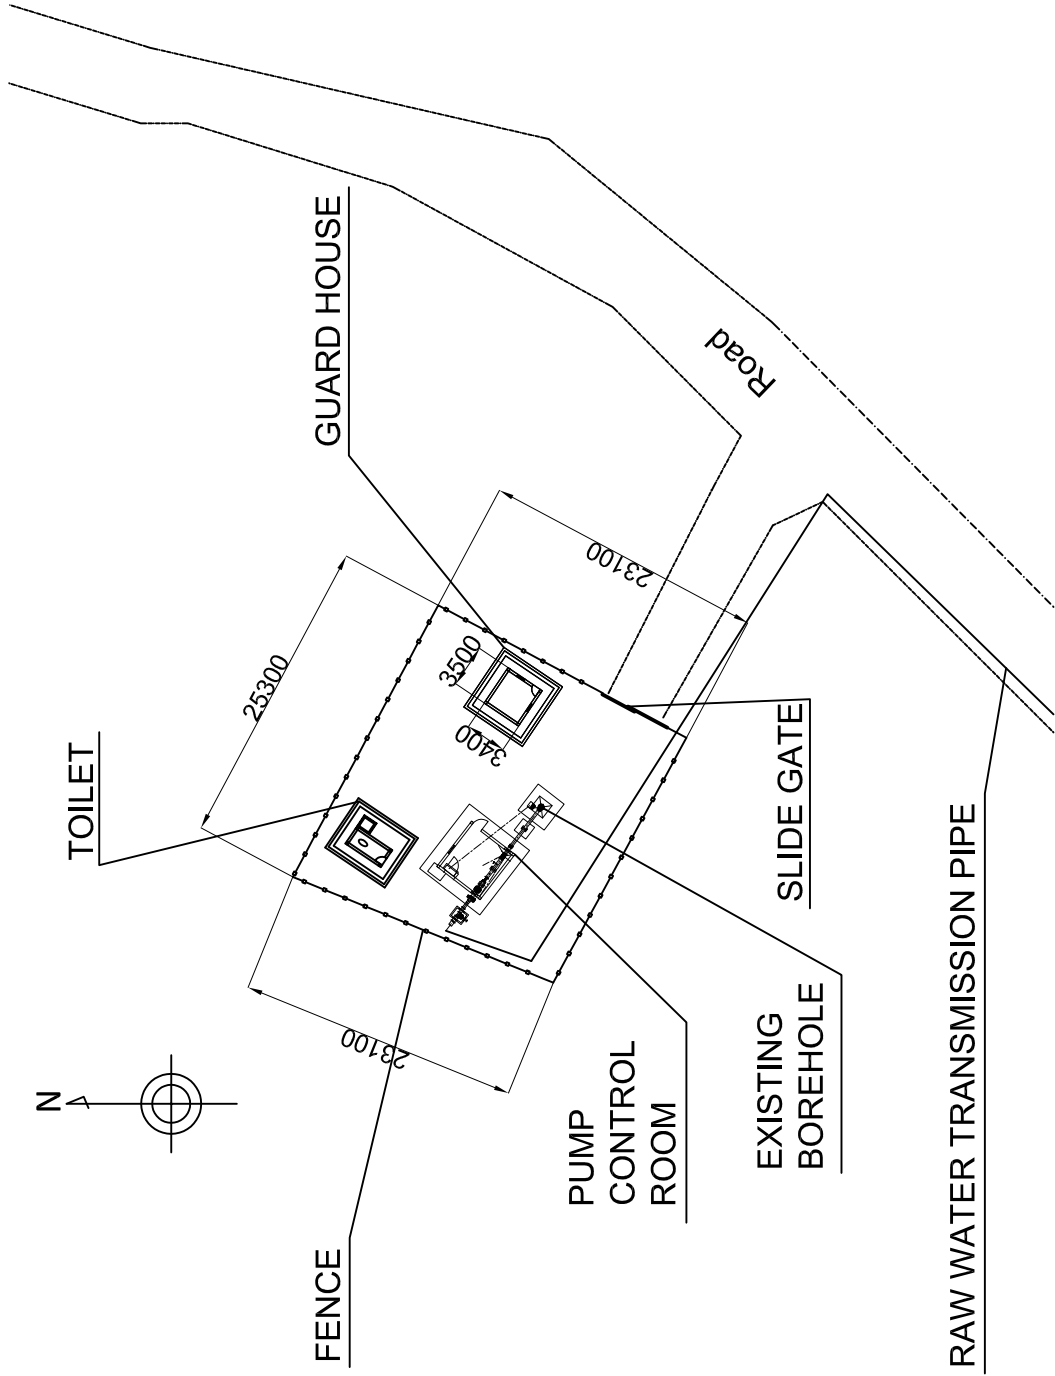 N
TOILET
GUARD HOUSE
25300
23100
3500
3400
23100
Road
FENCE
PUMP
CONTROL
ROOM
EXISTING
BOREHOLE
SLIDE GATE
RAW WATER TRANSMISSION PIPE